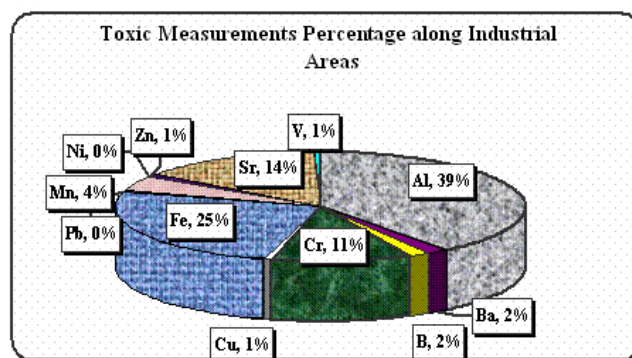 Toxic Measurements Percentage along Industrial
Areas
V, 1%
Zn, 1%
Ni, 0%
Sr, 14%
Al, 39%
Mn, 4%
Fe, 25%
Pb, 0%
Cr, 11%
Ba, 2%
Cu, 1%
B, 2%